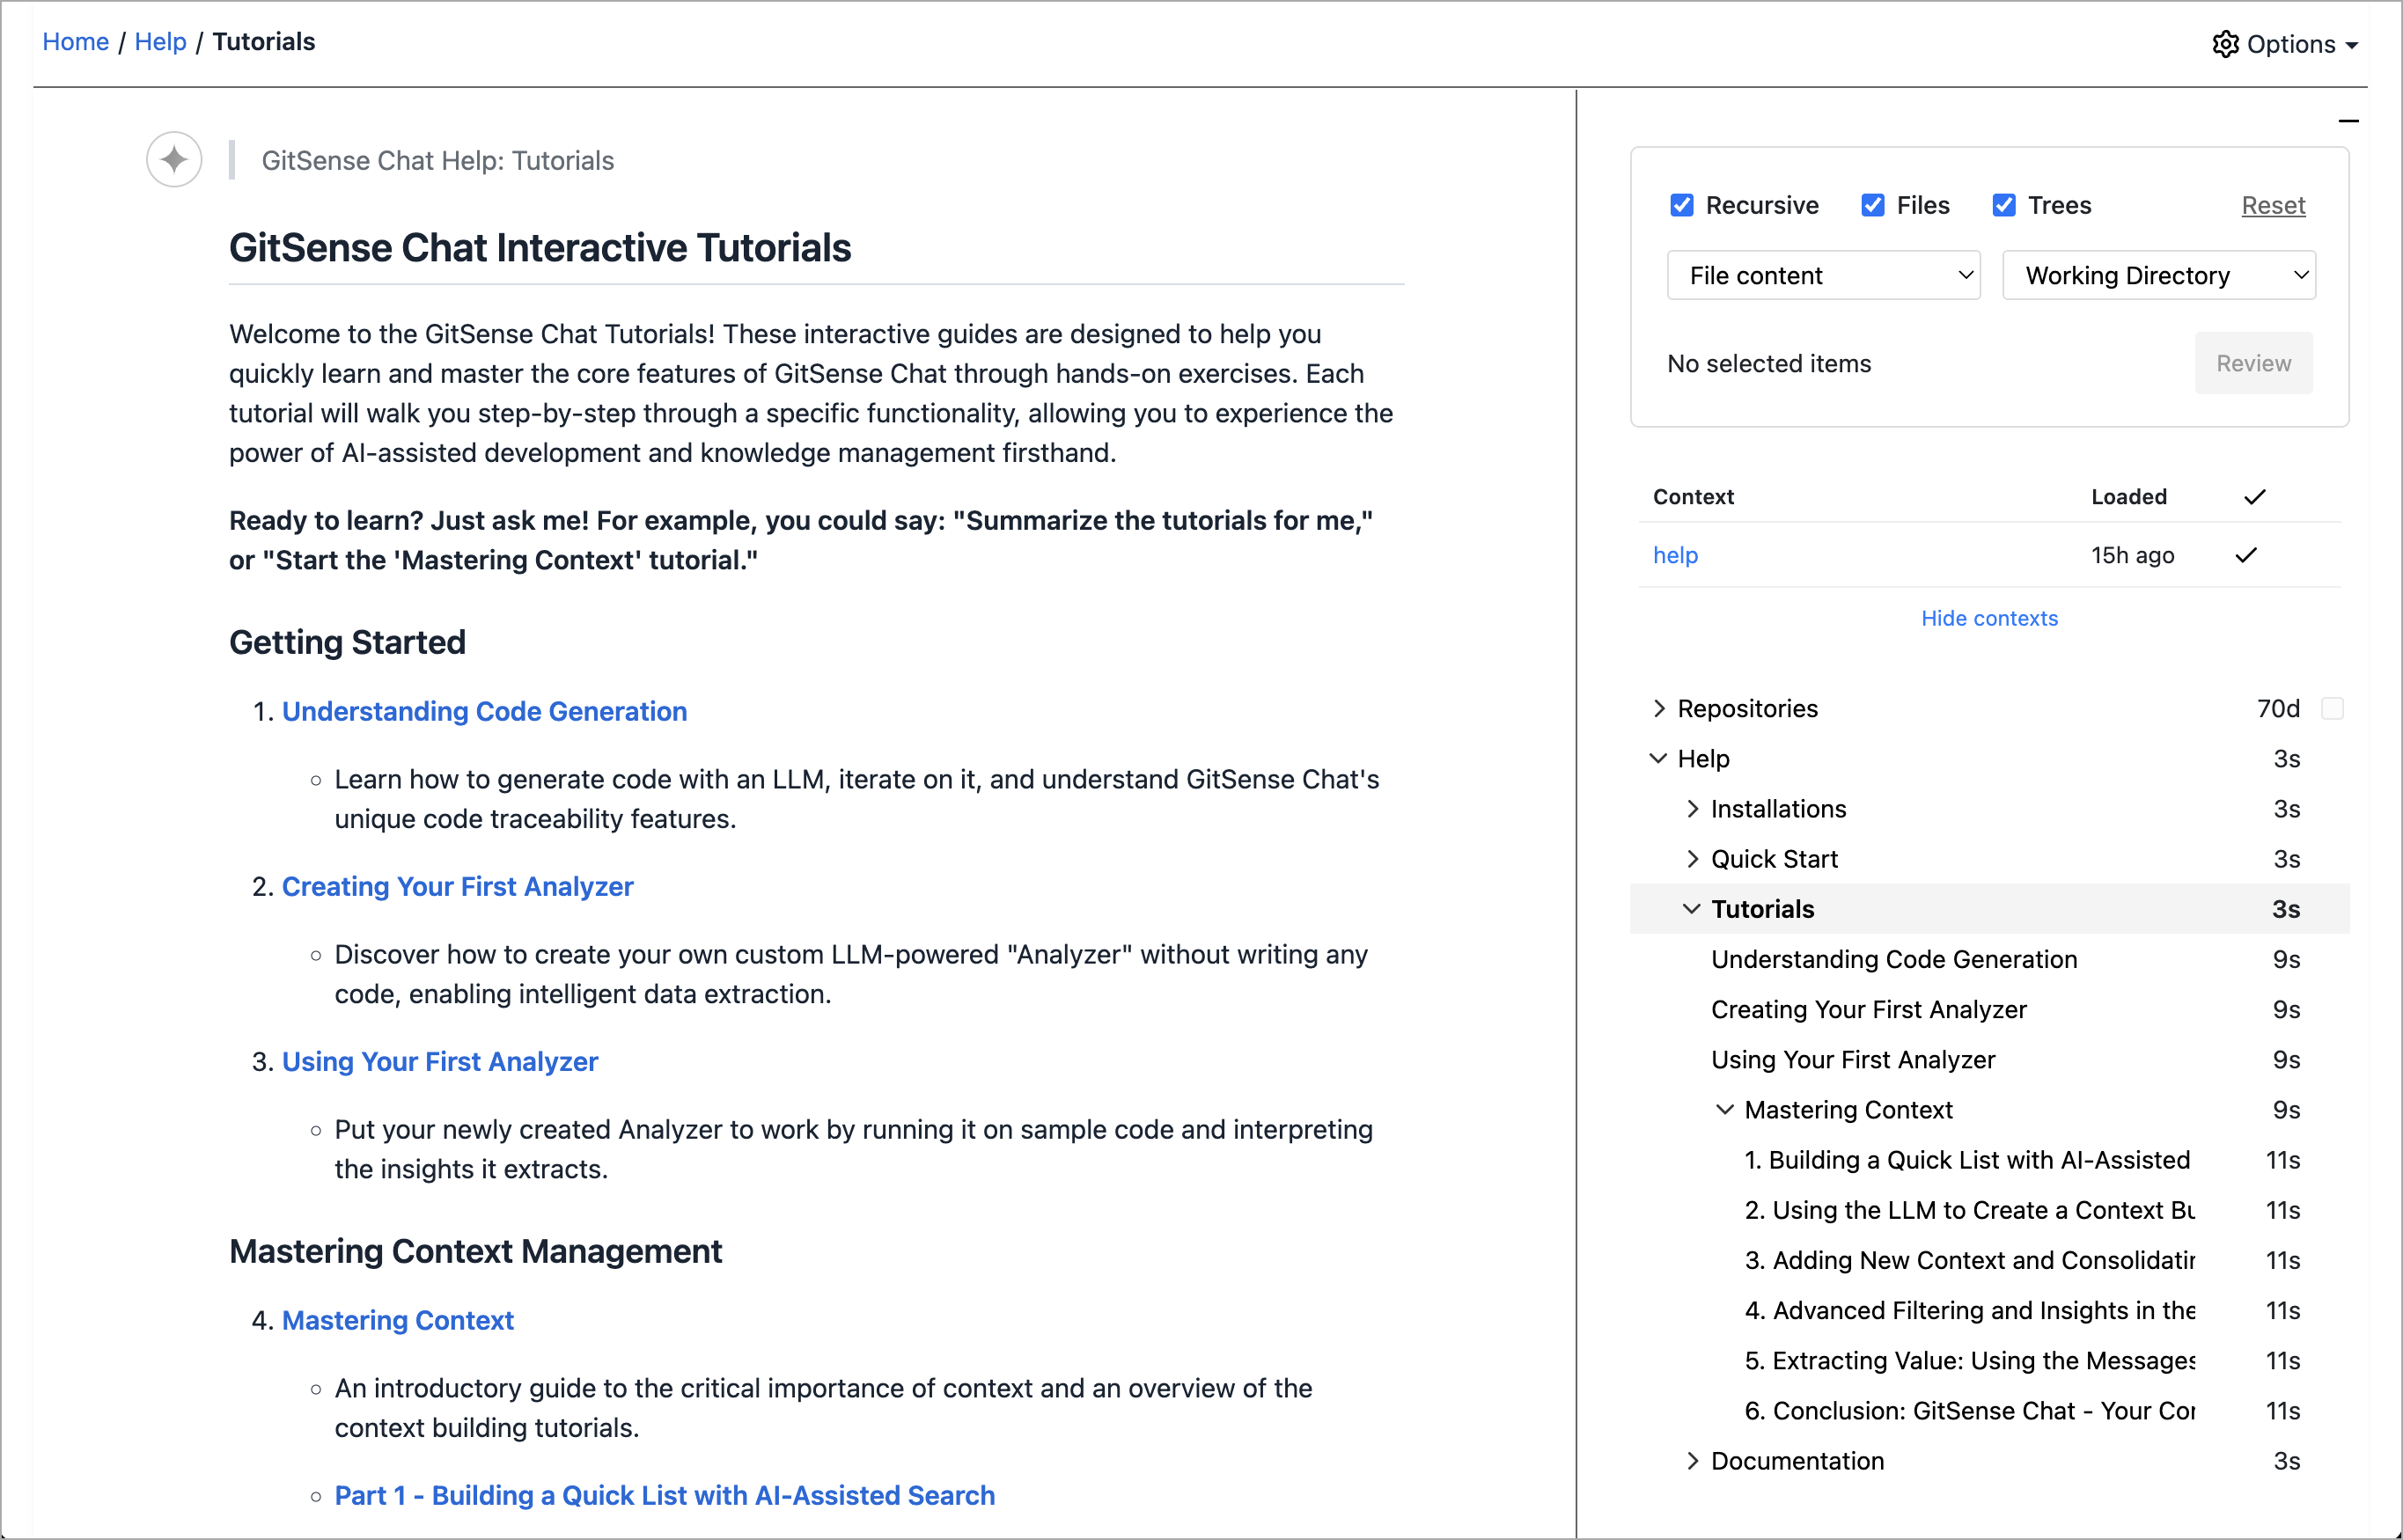 Home / Help / Tutorials
Options
GitSense Chat Help: Tutorials
GitSense Chat Interactive Tutorials
Welcome to the GitSense Chat Tutorials! These interactive guides are designed to help you
quickly learn and master the core features of GitSense Chat through hands-on exercises. Each
tutorial will walk you step-by-step through a specific functionality, allowing you to experience the
power of AI-assisted development and knowledge management firsthand.
Ready to learn? Just ask me! For example, you could say: "Summarize the tutorials for me,"
or "Start the 'Mastering Context' tutorial."
Getting Started
1. Understanding Code Generation
Learn how to generate code with an LLM, iterate on it, and understand GitSense Chat's
unique code traceability features.
2. Creating Your First Analyzer
Discover how to create your own custom LLM-powered "Analyzer" without writing any
code, enabling intelligent data extraction.
3. Using Your First Analyzer
Put your newly created Analyzer to work by running it on sample code and interpreting
the insights it extracts.
Mastering Context Management
4. Mastering Context
An introductory guide to the critical importance of context and an overview of the
context building tutorials.
Part 1 - Building a Quick List with AI-Assisted Search
Recursive Files Trees Reset
File content Working Directory
No selected items Review
Context Loaded
help 15h ago
Hide contexts
Repositories 70d
Help 3s
Installations 3s
Quick Start 3s
Tutorials 3s
Understanding Code Generation 9s
Creating Your First Analyzer 9s
Using Your First Analyzer 9s
Mastering Context 9s
1. Building a Quick List with AI-Assisted 11s
2. Using the LLM to Create a Context Bu 11s
3. Adding New Context and Consolidatin 11s
4. Advanced Filtering and Insights in the 11s
5. Extracting Value: Using the Messages 11s
6. Conclusion: GitSense Chat - Your Cor 11s
Documentation 3s